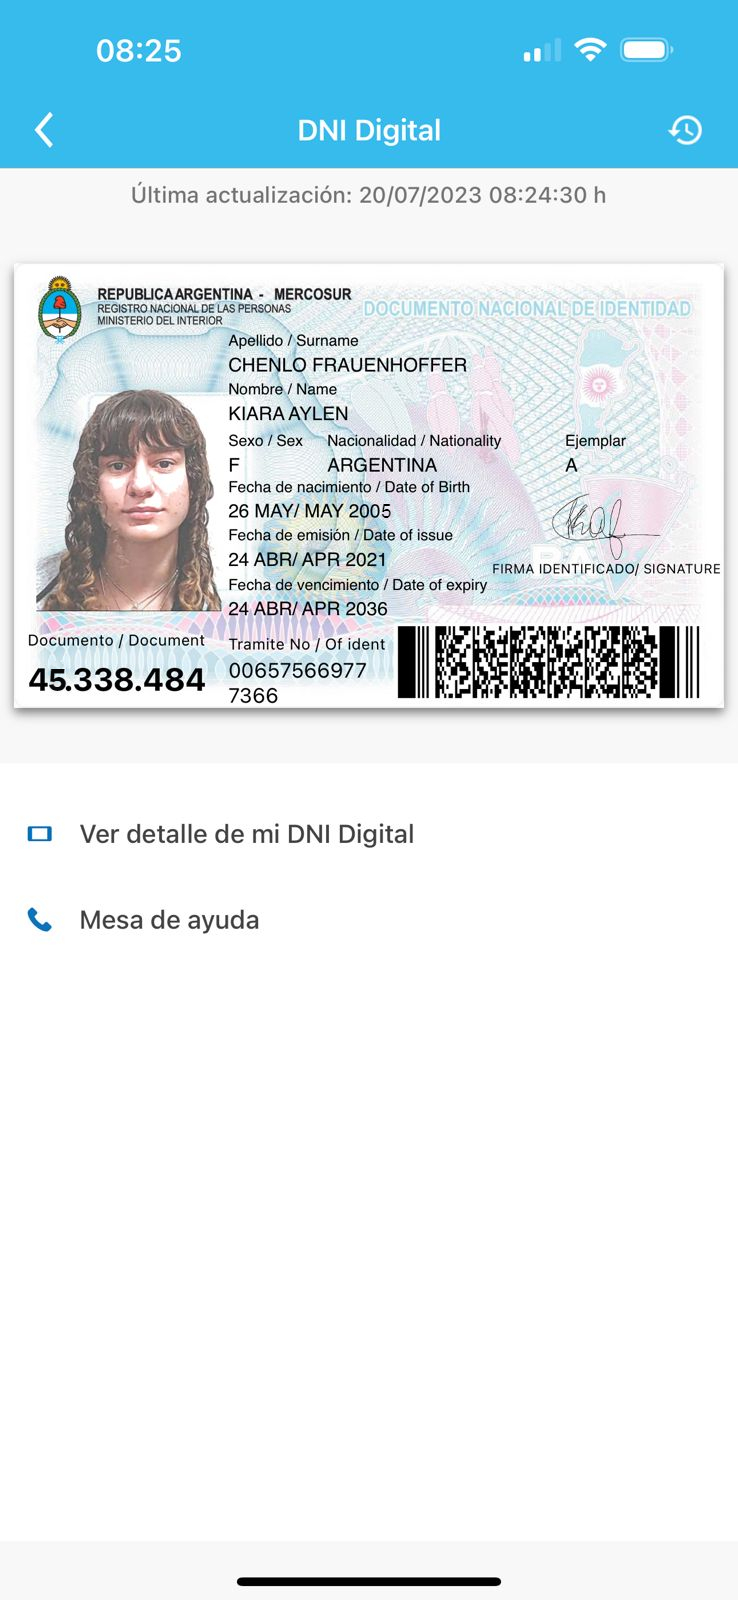 08:25
DNI Digital
Última actualización: 20/07/2023 08:24:30 h
REPUBLICA ARGENTINA - MERCOSUR
REGISTRO NACIONAL DE LAS PERSONAS
MINISTERIO DEL INTERIOR
DOCUMENTO NACIONAL DE IDENTIDAD
Apellido / Surname
CHENLO FRAUENHOFFER
Nombre / Name
KIARA AYLEN
Sexo / Sex Nacionalidad / Nationality Ejemplar
F ARGENTINA A
Fecha de nacimiento / Date of Birth
26 MAY/ MAY 2005
Fecha de emisión / Date of issue
24 ABR/ APR 2021
FIRMA IDENTIFICADO/ SIGNATURE
Fecha de vencimiento / Date of expiry
24 ABR/ APR 2036
Documento / Document
45.338.484
Tramite No / Of ident
00657566977
7366
Ver detalle de mi DNI Digital
Mesa de ayuda